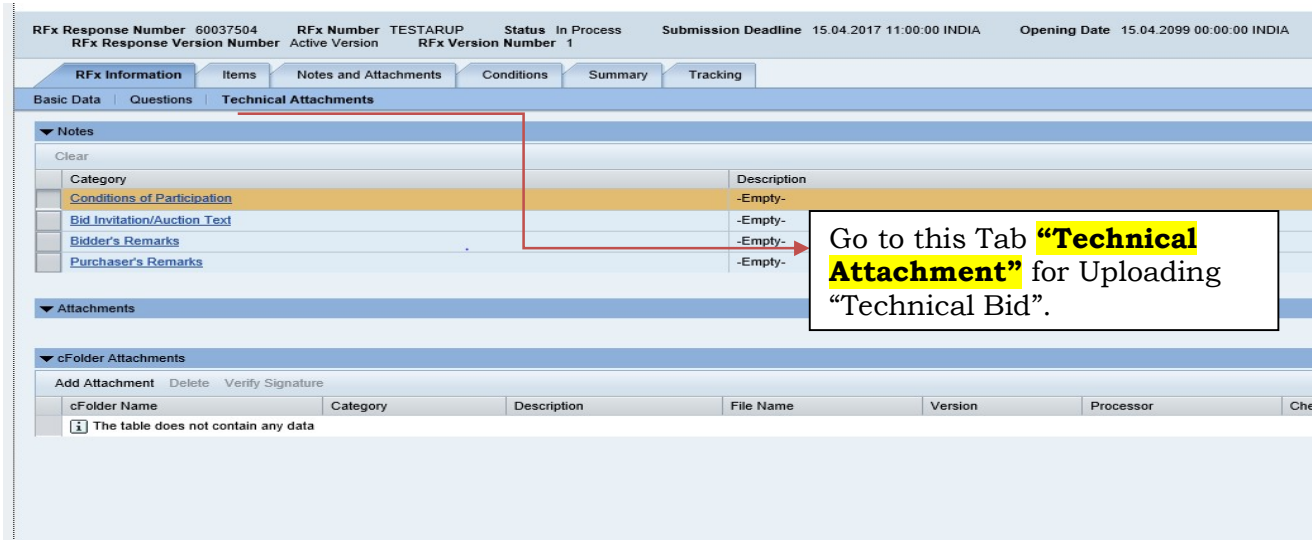 RFx Response Number 60037504 RFx Number TESTARUP Status In Process Submission Deadline 15.04.2017 11:00:00 INDIA Opening Date 15.04.2099 00:00:00 INDIA
RFx Response Version Number Active Version RFx Version Number 1
RFx Information Items Notes and Attachments Conditions Summary Tracking
Basic Data Questions Technical Attachments
Notes
Clear
Category Description
Conditions of Participation -Empty-
Bid Invitation/Auction Text -Empty-
Bidder's Remarks -Empty-
Purchaser's Remarks -Empty-
Go to this Tab “Technical
Attachment” for Uploading
“Technical Bid”.
Attachments
cFolder Attachments
Add Attachment Delete Verify Signature
cFolder Name Category Description File Name Version Processor Che
The table does not contain any data